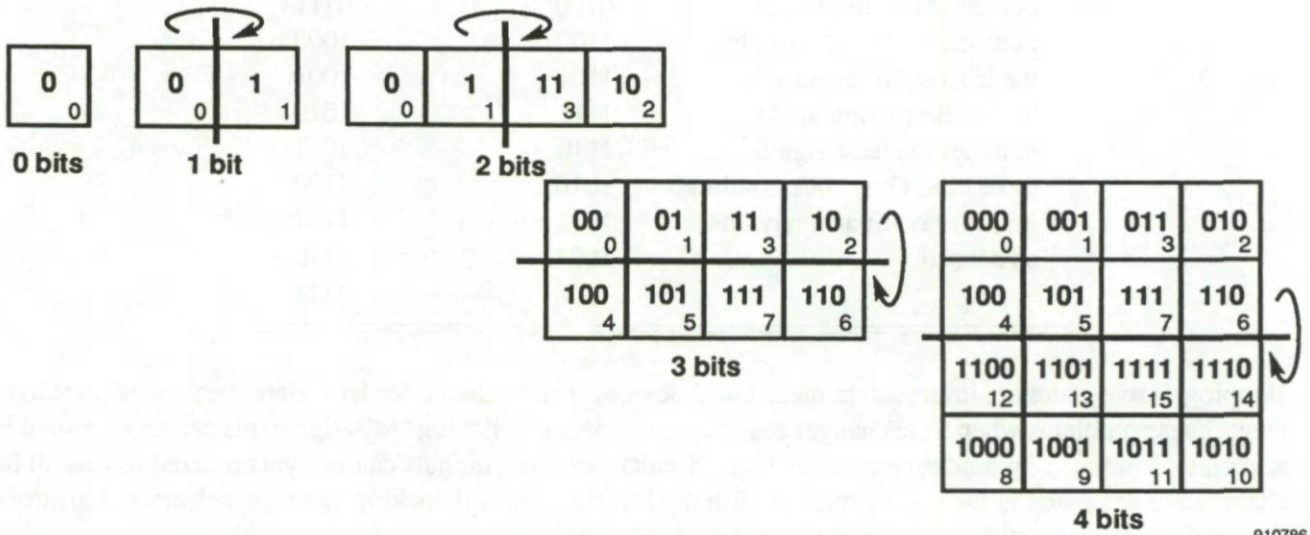 0 0 1 0 1 11 10
0 0 1 0 1 3 2
0 bits 1 bit 2 bits
000 01 11 10
0 1 3 2
100 101 111 110
4 5 7 6
3 bits
000 001 011 010
0 1 3 2
100 101 111 110
4 5 7 6
1100 1101 1111 1110
12 13 15 14
1000 1001 1011 1010
8 9 11 10
4 bits
910786